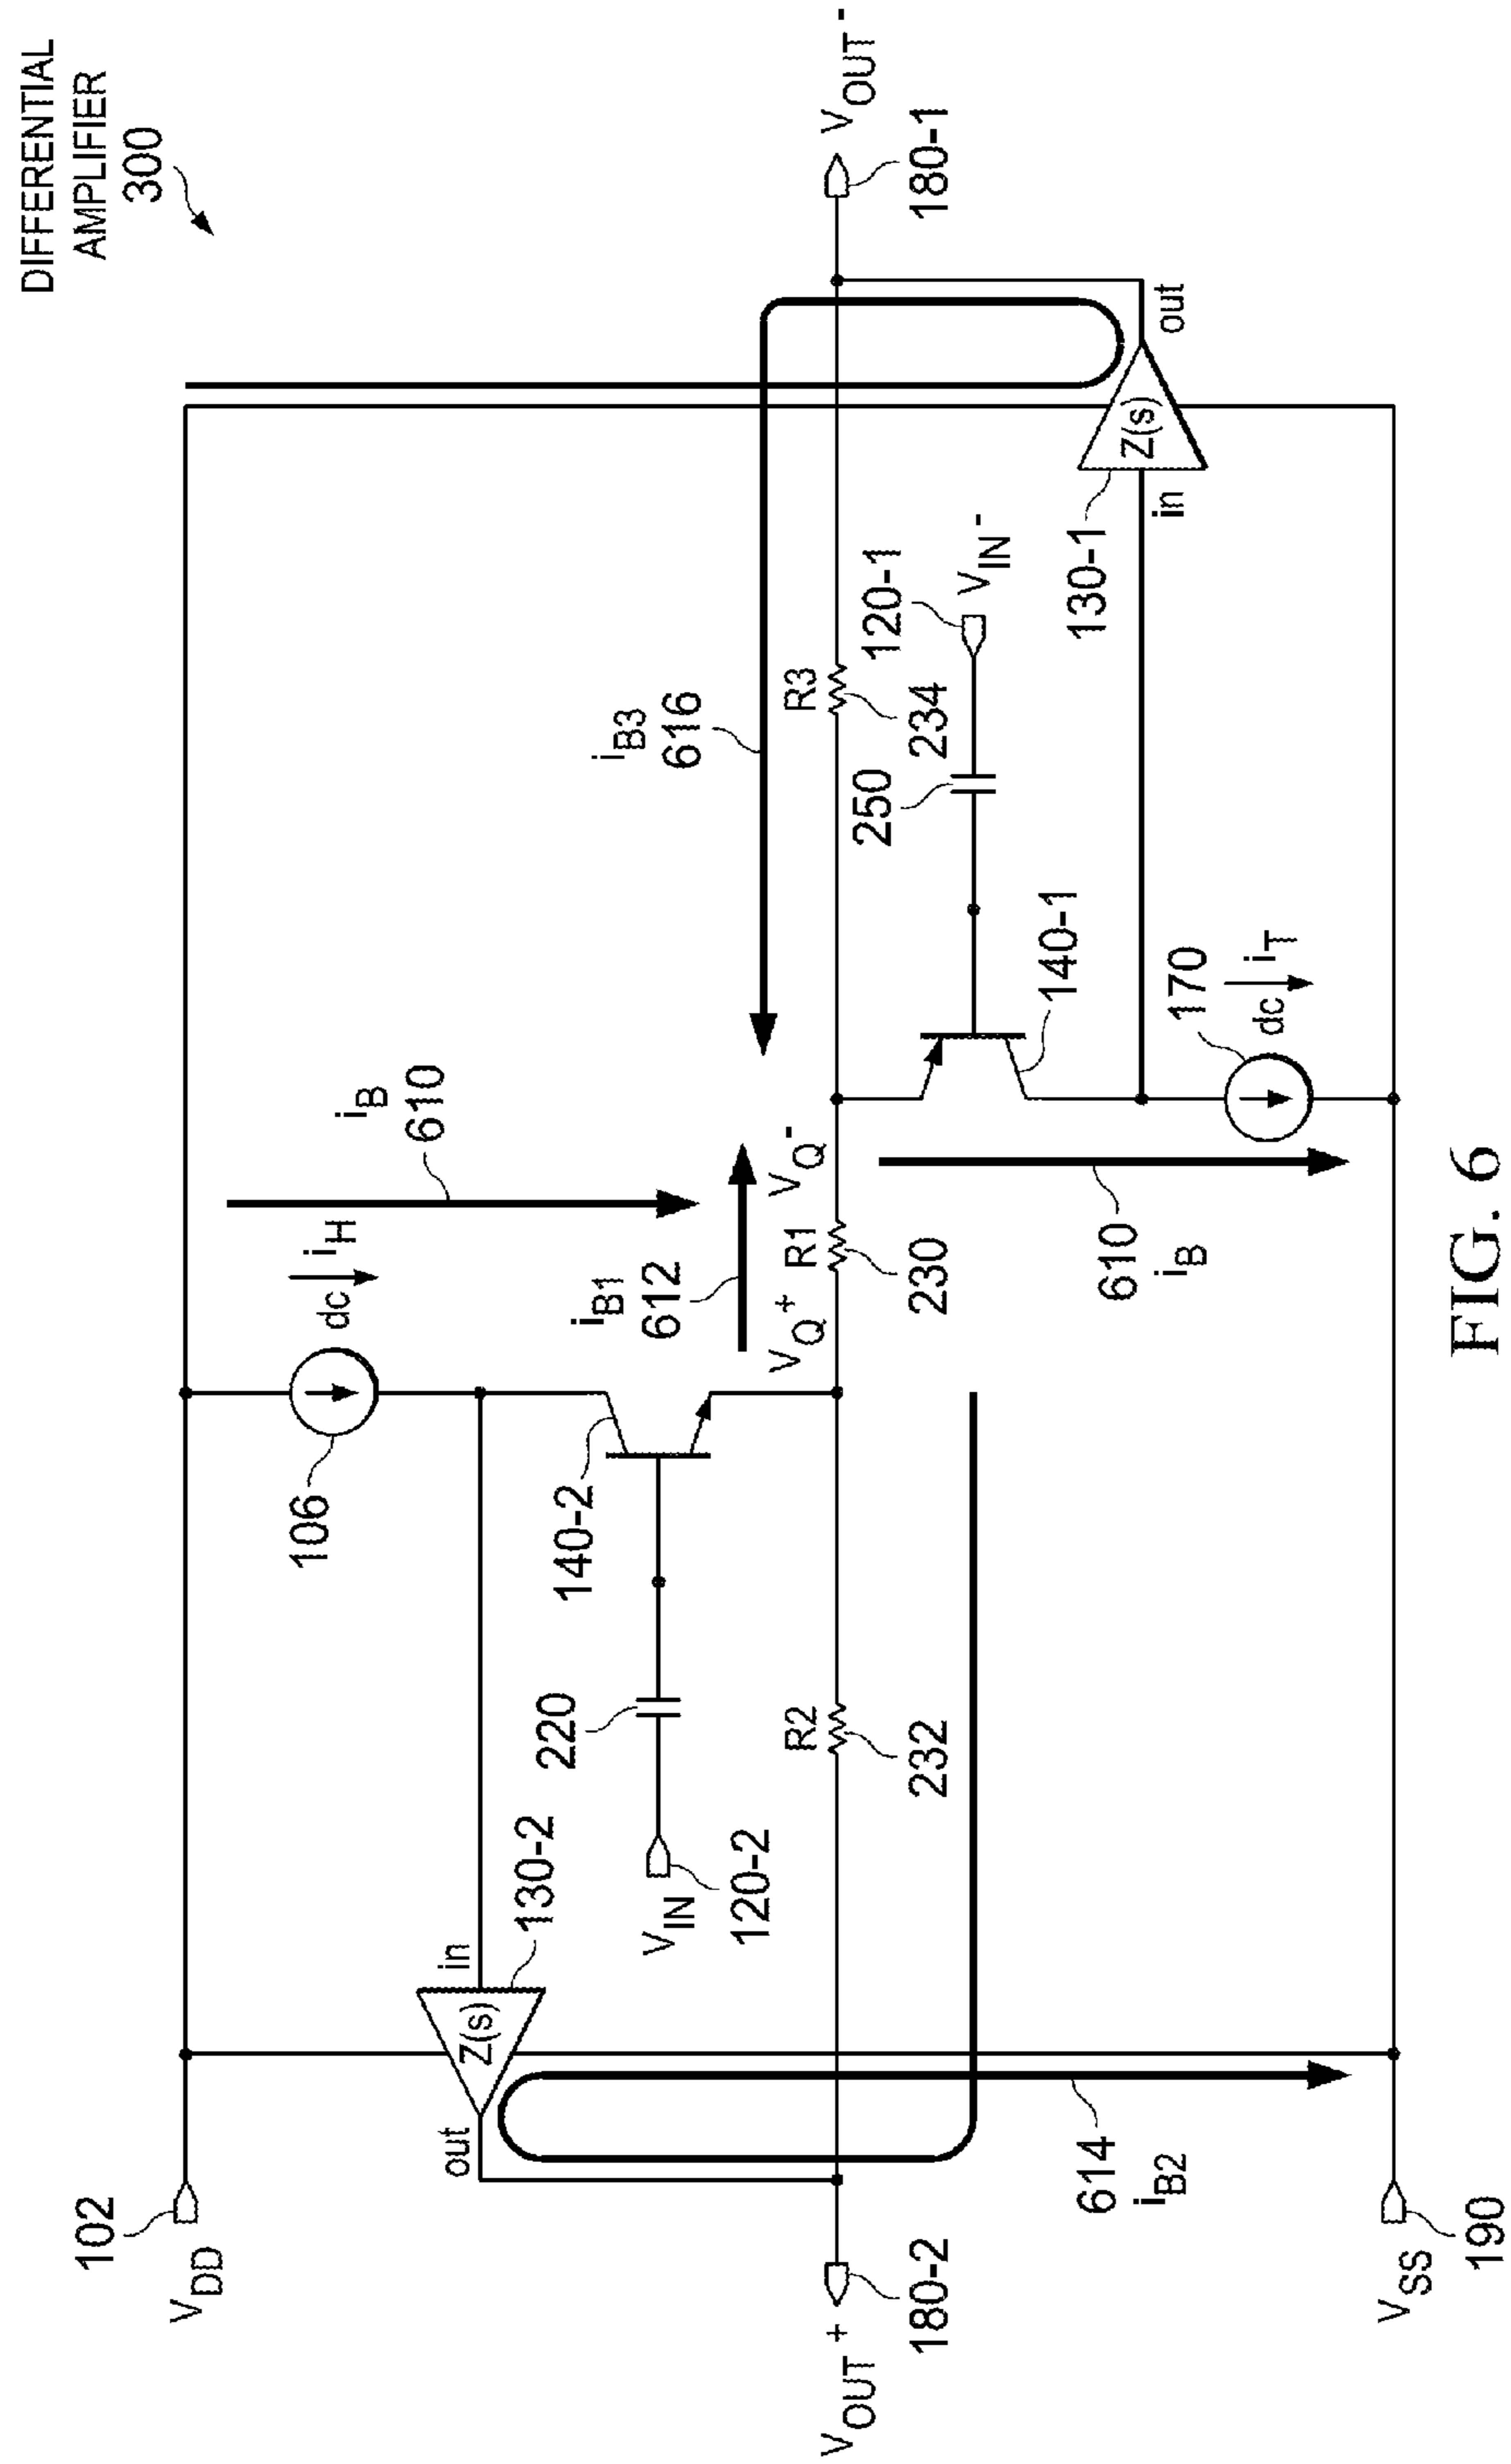 DIFFERENTIAL
AMPLIFIER
300
102
VDD
106
dc
iH
iB
610
out
in
Z(s)
130-2
140-2
220
VIN
120-2
iB1
612
VQ+
VQ-
R1
230
iB3
616
R3
234
R2
232
VOUT+
180-2
VOUT-
180-1
250
120-1
VIN-
140-1
130-1
in
Z(s)
out
614
iB2
610
iB
170
dc
iT
VSS
190
FIG. 6